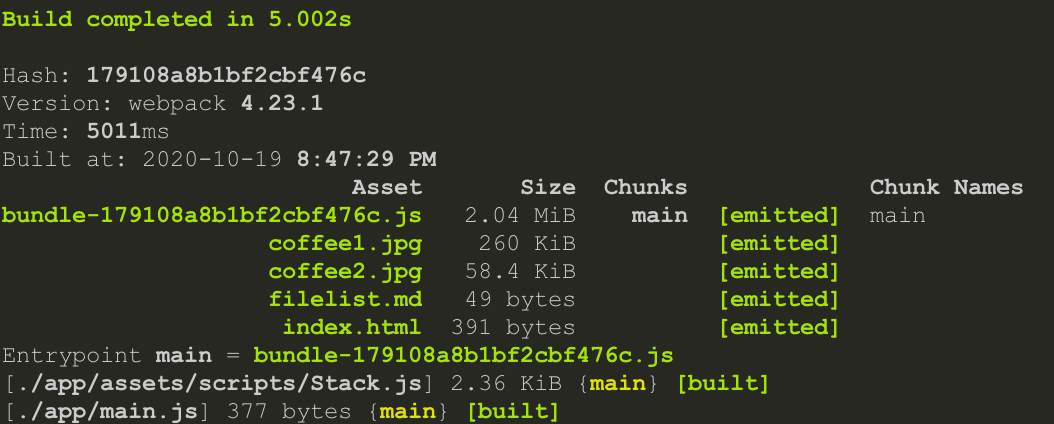 Build completed in 5.002s
Hash: 179108a8b1bf2cbf476c
Version: webpack 4.23.1
Time: 5011ms
Built at: 2020-10-19 8:47:29 PM
Asset Size Chunks Chunk Names
bundle-179108a8b1bf2cbf476c.js 2.04 MiB main [emitted] main
coffee1.jpg 260 KiB [emitted]
coffee2.jpg 58.4 KiB [emitted]
filelist.md 49 bytes [emitted]
index.html 391 bytes [emitted]
Entrypoint main = bundle-179108a8b1bf2cbf476c.js
[./app/assets/scripts/Stack.js] 2.36 KiB {main} [built]
[./app/main.js] 377 bytes {main} [built]